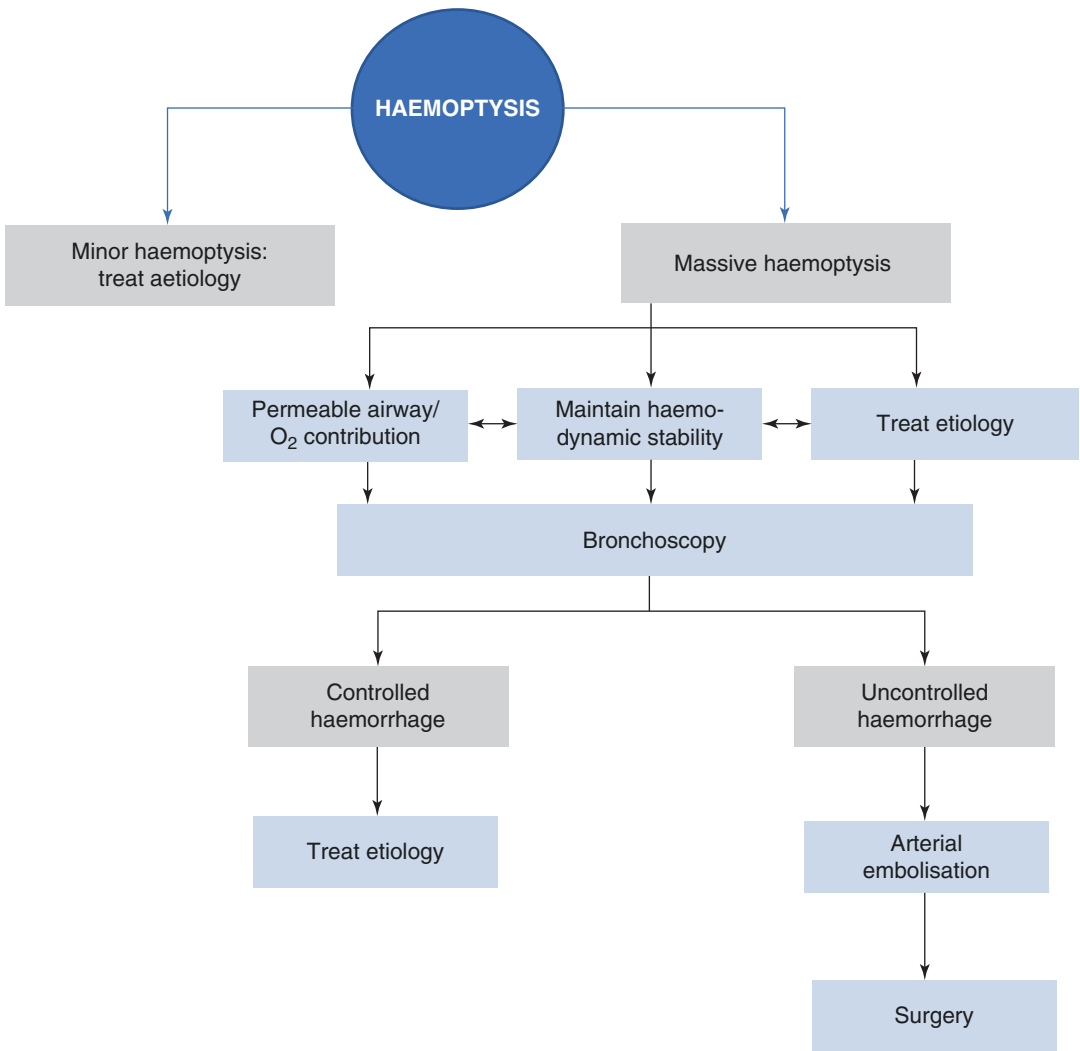 HAEMOPTYSIS
Minor haemoptysis:
treat aetiology
Massive haemoptysis
Permeable airway/
O₂ contribution
Maintain haemo-
dynamic stability
Treat etiology
Bronchoscopy
Controlled
haemorrhage
Uncontrolled
haemorrhage
Treat etiology
Arterial
embolisation
Surgery